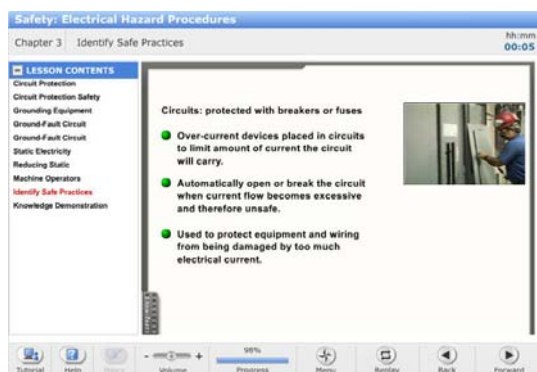 Safety: Electrical Hazard Procedures
Chapter 3 Identify Safe Practices
hh:mm
00:05
LESSON CONTENTS
Circuit Protection
Circuit Protection Safety
Grounding Equipment
Ground-Fault Circuit
Ground-Fault Circuit
Static Electricity
Reducing Static
Machine Operators
Identify Safe Practices
Knowledge Demonstration
Circuits: protected with breakers or fuses
Over-current devices placed in circuits
to limit amount of current the circuit
will carry.
Automatically open or break the circuit
when current flow becomes excessive
and therefore unsafe.
Used to protect equipment and wiring
from being damaged by too much
electrical current.
98%
Tutorial Help Volume Progress Menu Replay Back Forward